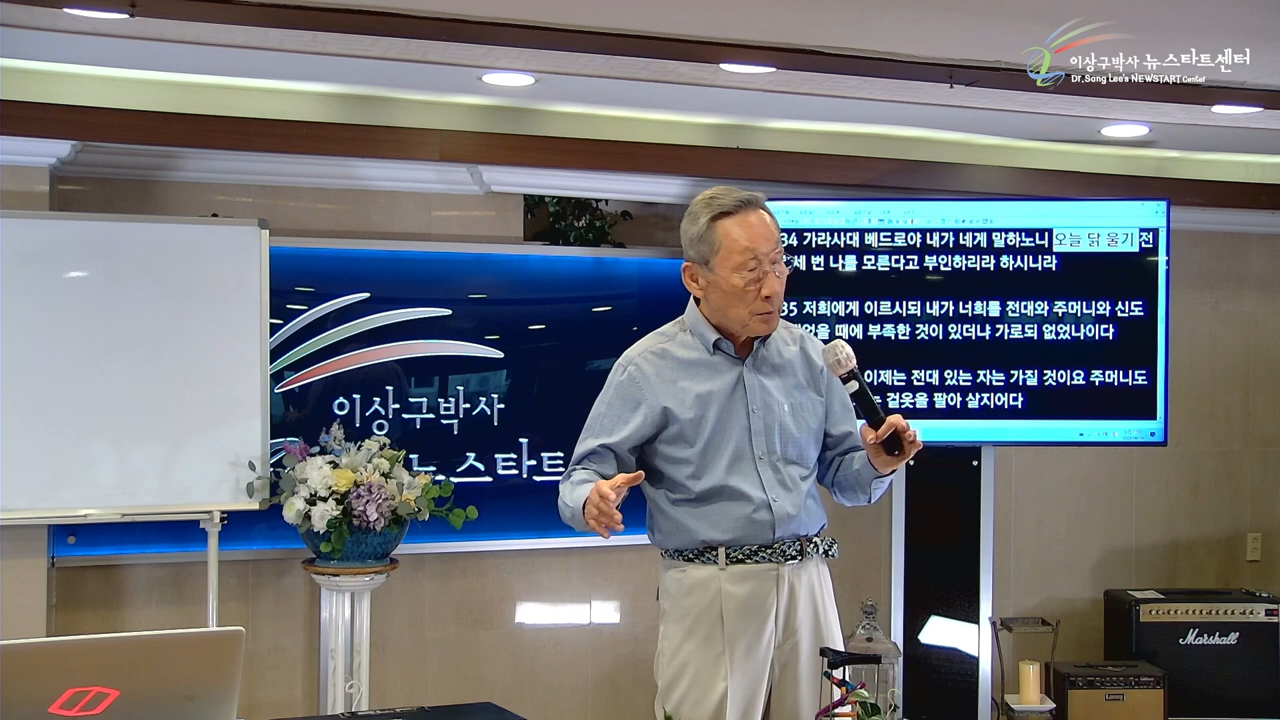 이상구박사 뉴스타트센터
Dr.Sang Lee's NEWSTART Center
34 가라사대 베드로야 내가 네게 말하노니 오늘 닭 울기 전
세 번 나를 모른다고 부인하리라 하시니라
35 저희에게 이르시되 내가 너희를 전대와 주머니와 신도
때에 부족한 것이 있더냐 가로되 없었나이다
이제는 전대 있는 자는 가질 것이요 주머니도
겉옷을 팔아 살지어다
이상구박사
뉴스타트
Marshall
Laney